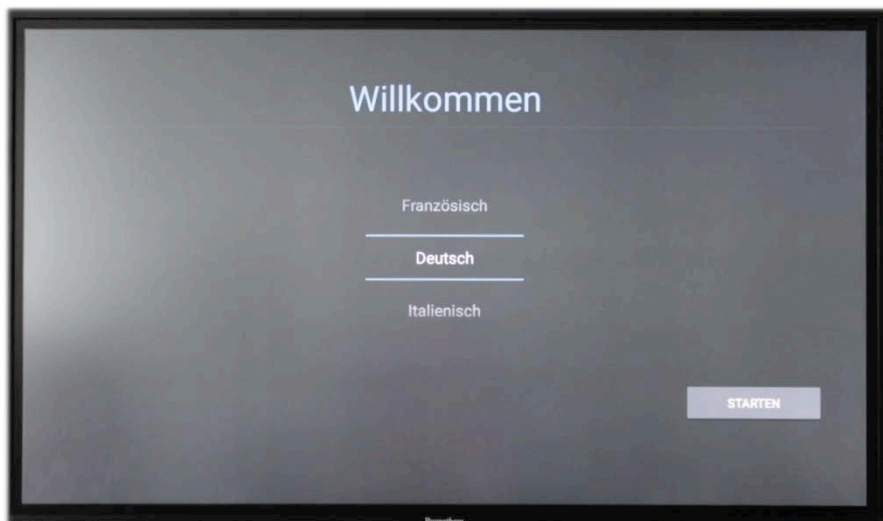 Willkommen
Französisch
Deutsch
Italienisch
STARTEN